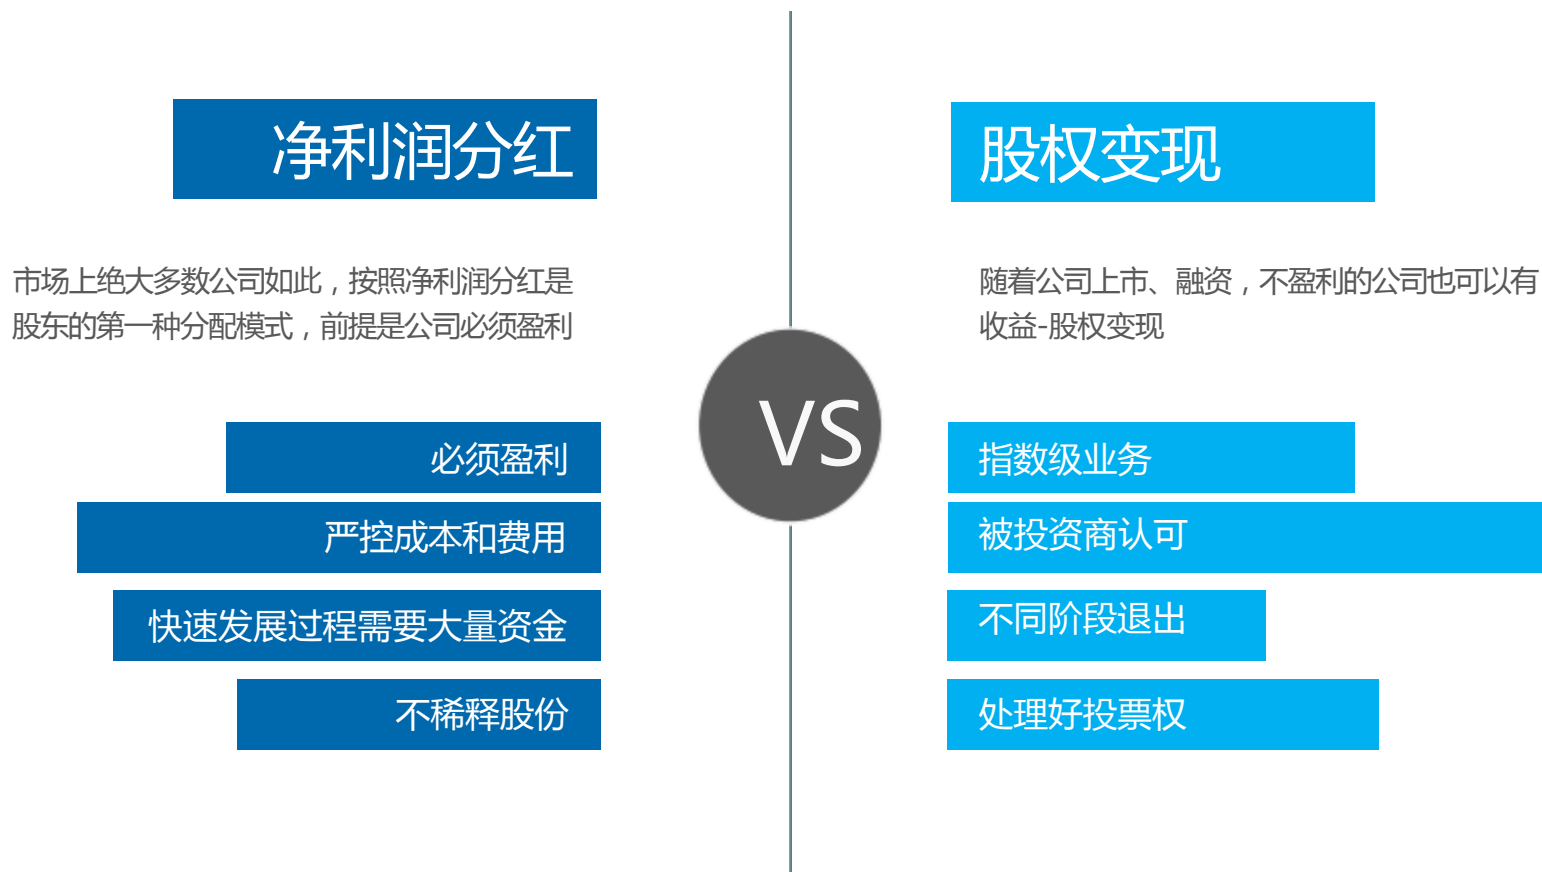 净利润分红
市场上绝大多数公司如此，按照净利润分红是
股东的第一种分配模式，前提是公司必须盈利
必须盈利
严控成本和费用
快速发展过程需要大量资金
不稀释股份
VS
股权变现
随着公司上市、融资，不盈利的公司也可以有
收益-股权变现
指数级业务
被投资商认可
不同阶段退出
处理好投票权